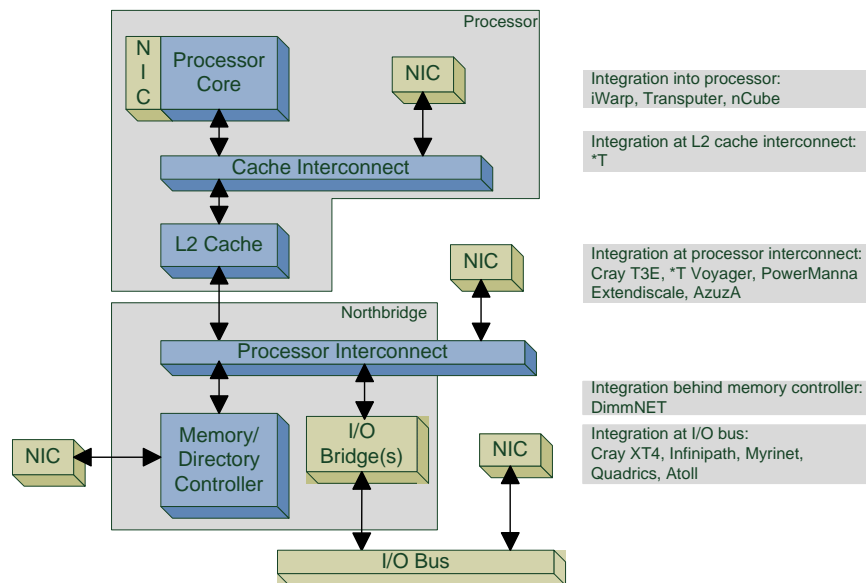 Processor
N
I
C
Processor
Core
NIC
Integration into processor:
iWarp, Transputer, nCube
Cache Interconnect
Integration at L2 cache interconnect:
*T
L2 Cache
NIC
Integration at processor interconnect:
Cray T3E, *T Voyager, PowerManna
Extendiscale, AzuzA
Northbridge
Processor Interconnect
Integration behind memory controller:
DimmNET
NIC
Memory/
Directory
Controller
I/O
Bridge(s)
NIC
Integration at I/O bus:
Cray XT4, Infinipath, Myrinet,
Quadrics, Atoll
I/O Bus